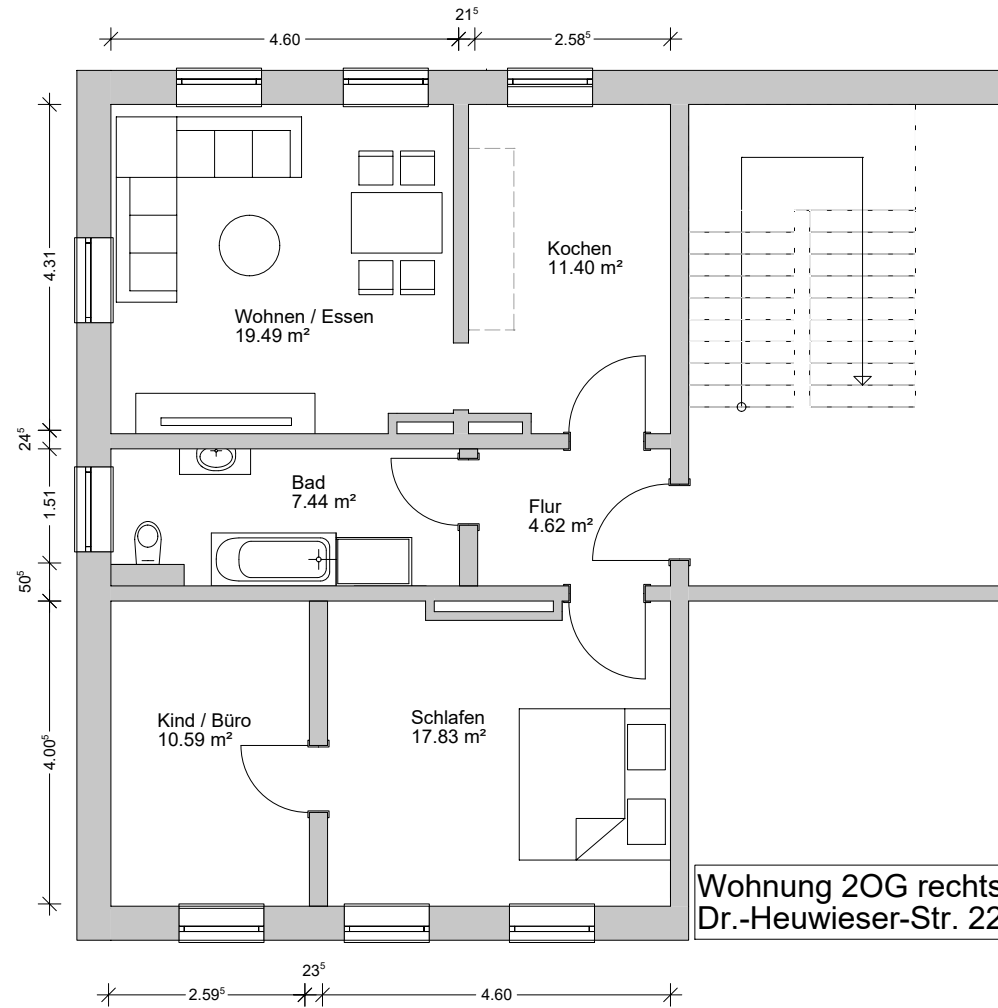 21⁵
4.60
2.58⁵
4.31
24⁵
1.51
50⁵
4.00⁵
Kochen
11.40 m²
Wohnen / Essen
19.49 m²
Bad
7.44 m²
Flur
4.62 m²
Kind / Büro
10.59 m²
Schlafen
17.83 m²
Wohnung 2OG rechts
Dr.-Heuwieser-Str. 22
23⁵
2.59⁵
4.60